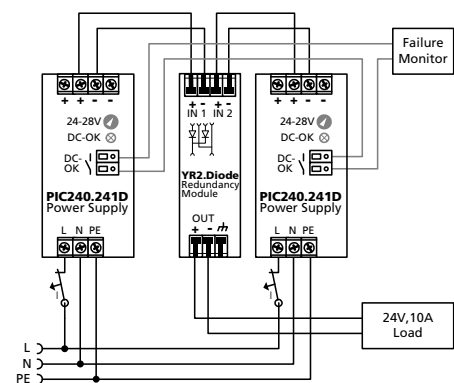 Failure
Monitor
+ + - -
24-28V
DC-OK
DC-
OK
PIC240.241D
Power Supply
L N PE
+ - + -
IN 1 IN 2
YR2.Diode
Redundancy
Module
OUT
+ -
+ + - -
24-28V
DC-OK
DC-
OK
PIC240.241D
Power Supply
L N PE
I
I
24V,10A
Load
L
N
PE